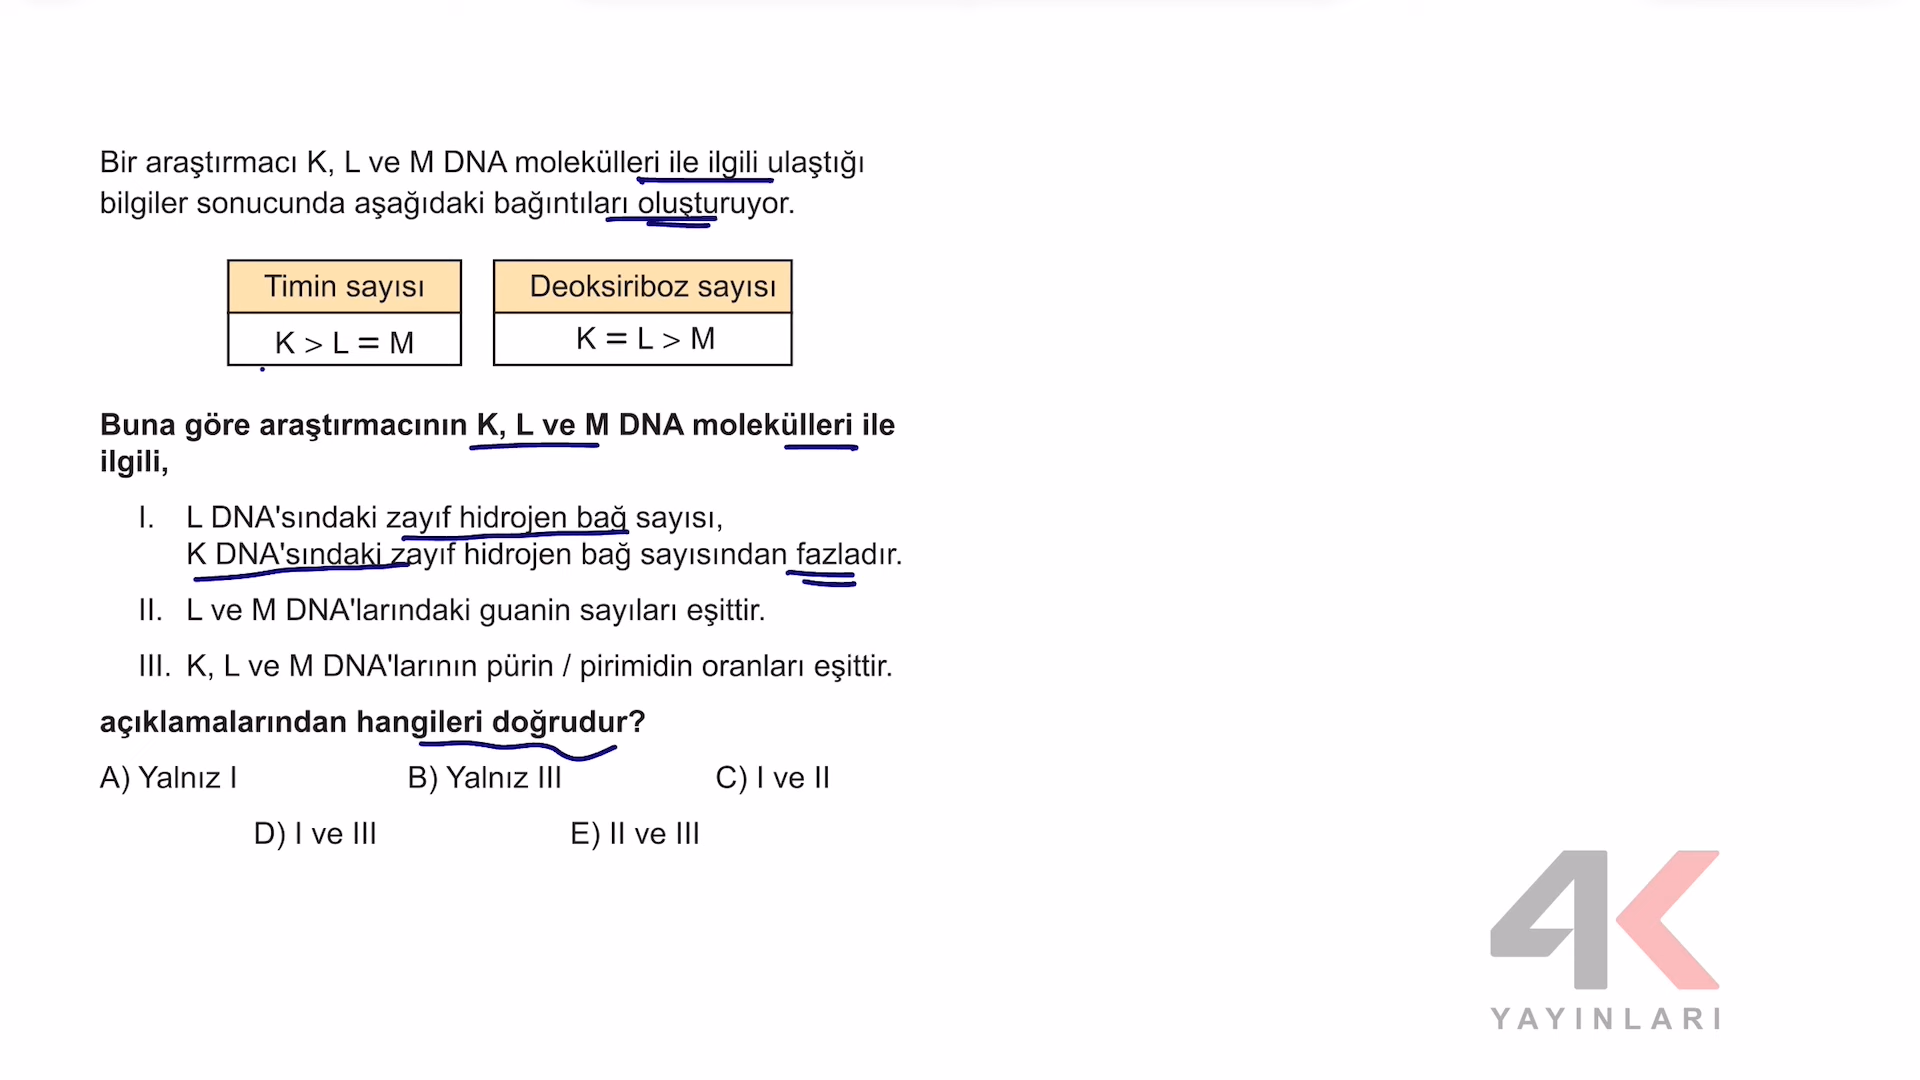 Bir araştırmacı K, L ve M DNA molekülleri ile ilgili ulaştığı
bilgiler sonucunda aşağıdaki bağıntıları oluşturuyor.
Timin sayısı
K > L = M
Deoksiriboz sayısı
K = L > M
Buna göre araştırmacının K, L ve M DNA molekülleri ile
ilgili,
I. L DNA'sındaki zayıf hidrojen bağ sayısı,
K DNA'sındaki zayıf hidrojen bağ sayısından fazladır.
II. L ve M DNA'larındaki guanin sayıları eşittir.
III. K, L ve M DNA'larının pürin / pirimidin oranları eşittir.
açıklamalarından hangileri doğrudur?
A) Yalnız I B) Yalnız III C) I ve II
D) I ve III E) II ve III
4K
YAYINLARI